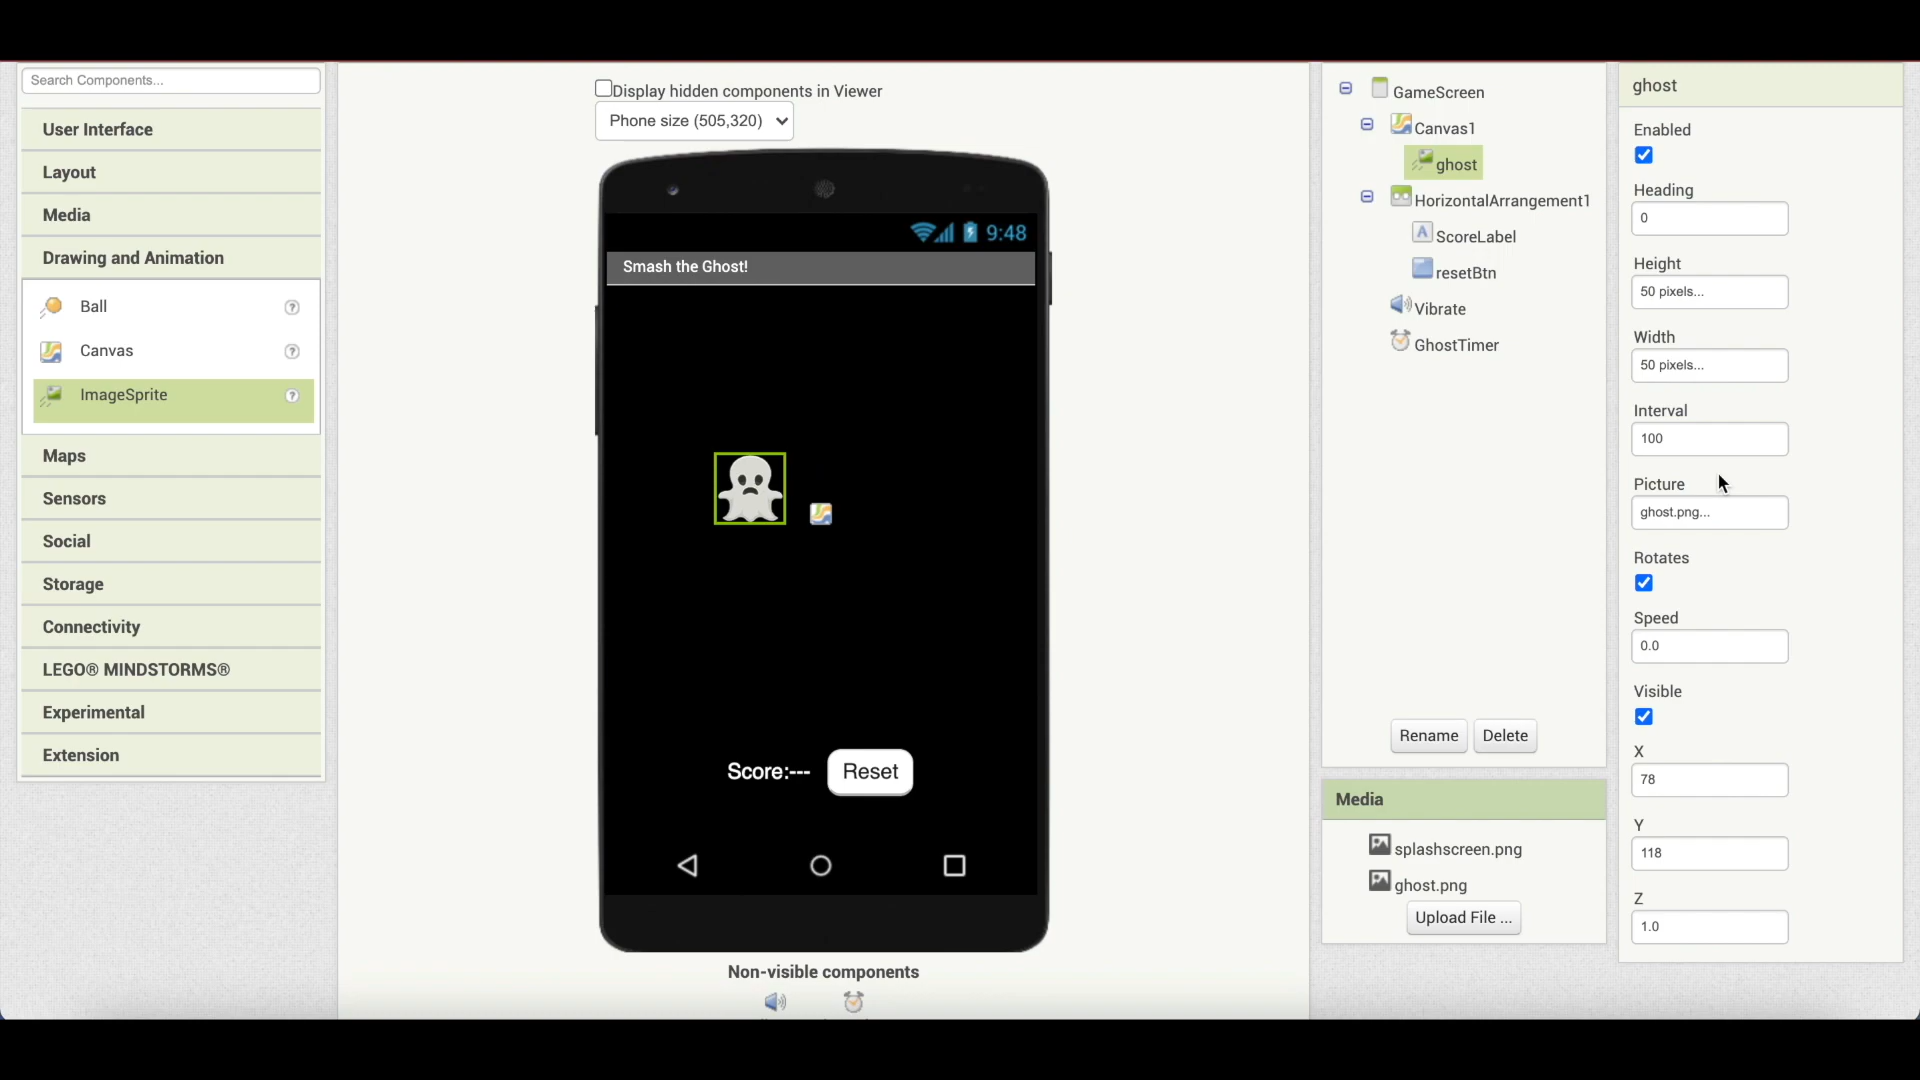 Search Components...
User Interface
Layout
Media
Drawing and Animation
Ball
?
Canvas
?
ImageSprite
?
Maps
Sensors
Social
Storage
Connectivity
LEGO® MINDSTORMS®
Experimental
Extension
Display hidden components in Viewer
Phone size (505,320)
9:48
Smash the Ghost!
Score:---
Reset
Non-visible components
GameScreen
Canvas1
ghost
HorizontalArrangement1
A ScoreLabel
resetBtn
Vibrate
GhostTimer
Rename
Delete
Media
splashscreen.png
ghost.png
Upload File ...
ghost
Enabled
Heading
0
Height
50 pixels...
Width
50 pixels...
Interval
100
Picture
ghost.png...
Rotates
Speed
0.0
Visible
X
78
Y
118
Z
1.0